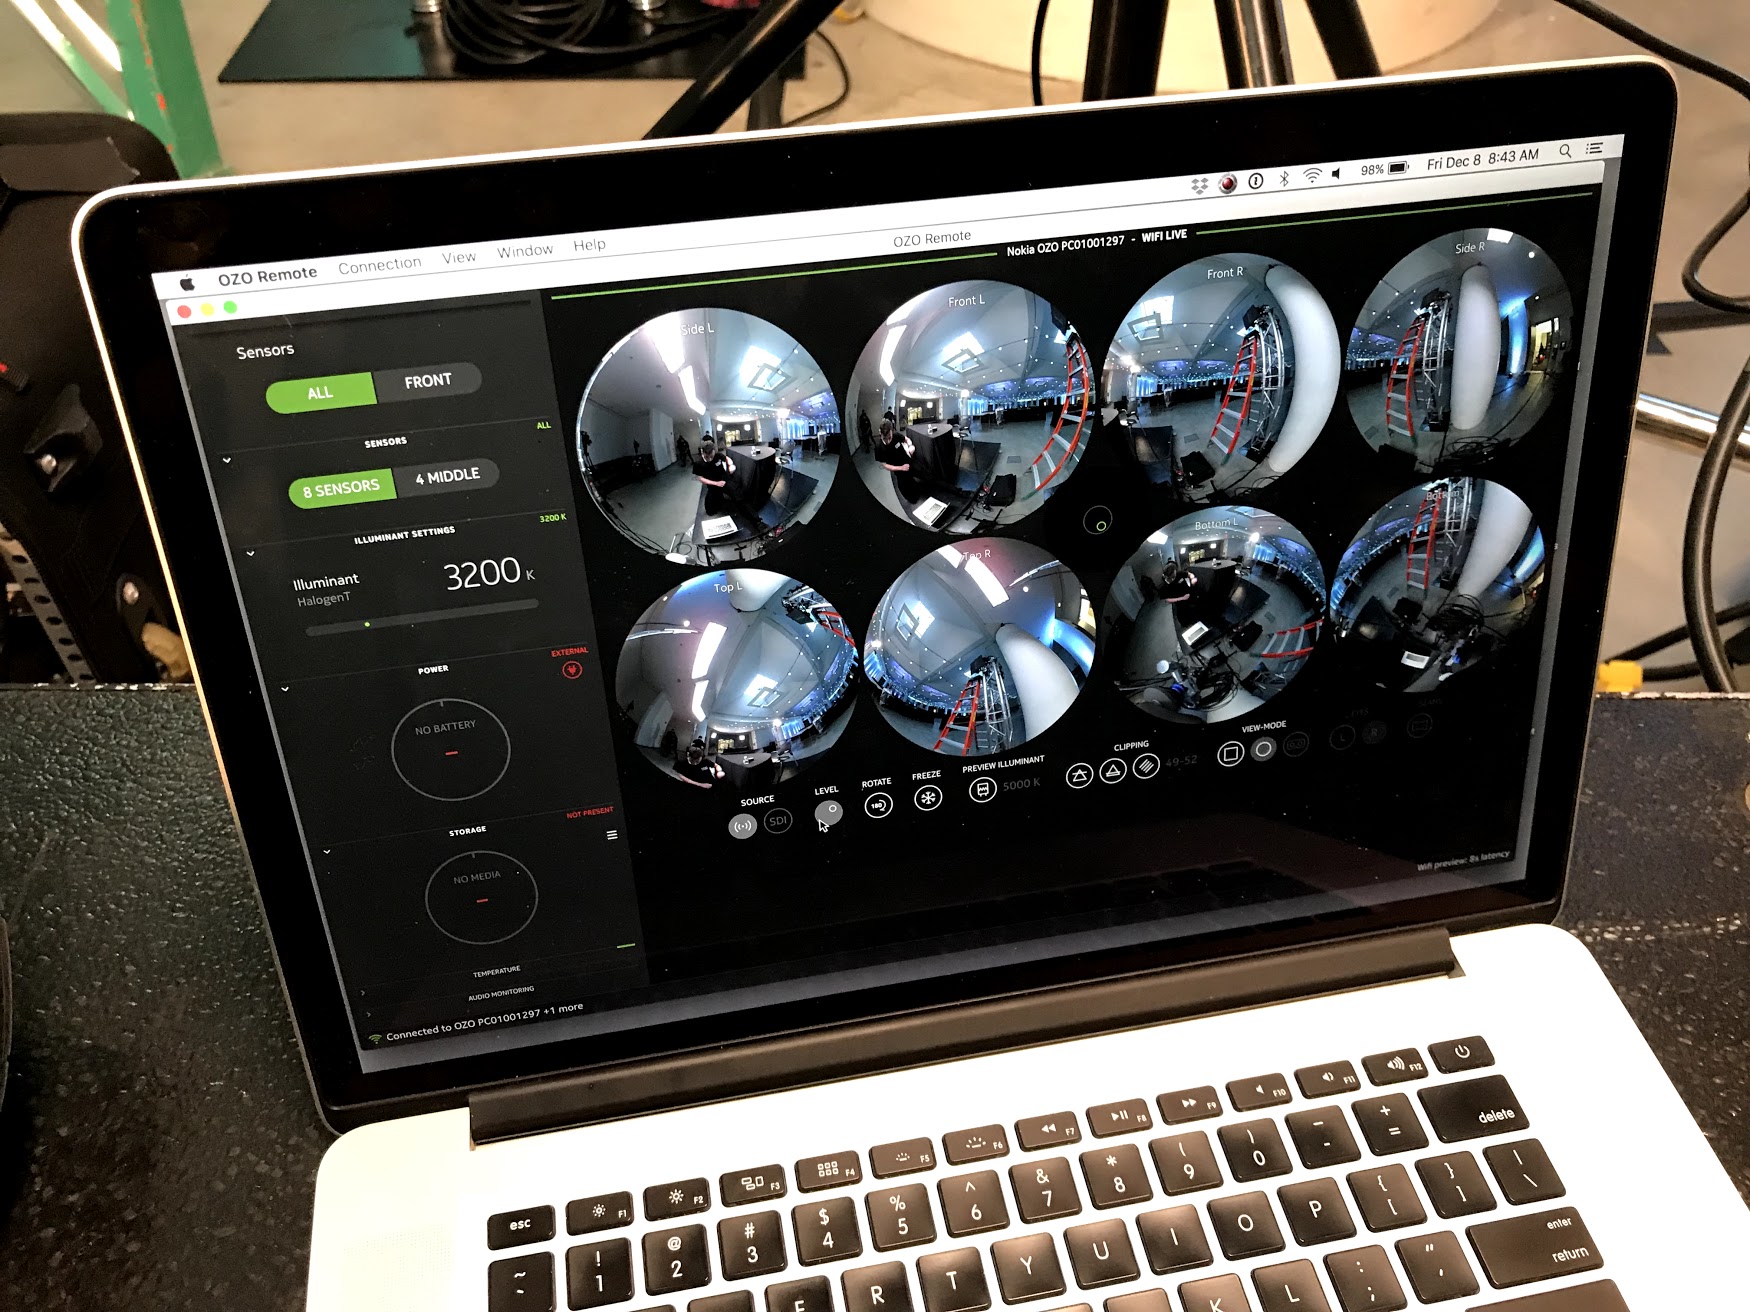 OZO Remote Connection View Window Help
98% Fri Dec 8 8:43 AM
OZO Remote
Nokia OZO PC01001297 - WIFI LIVE
Sensors
ALL FRONT
SENSORS ALL
8 SENSORS 4 MIDDLE
ILLUMINANT SETTINGS 3200 K
Illuminant 3200 K
HalogenT
POWER EXTERNAL
NO BATTERY
STORAGE NOT PRESENT
NO MEDIA
TEMPERATURE
AUDIO MONITORING
Connected to OZO PC01001297 +1 more
Side L
Front L
Front R
Side R
Top L
Top R
Bottom L
SOURCE
SDI
LEVEL
ROTATE
180
FREEZE
PREVIEW ILLUMINANT
5000 K
CLIPPING
49-52
VIEW-MODE
L R
Wifi preview: 8s latency
esc F1 F2 F3 F4 F5 F6 F7 F8 F9 F10 F11 F12
~ ! 1 @ 2 # 3 $ 4 % 5 ^ 6 & 7 * 8 ( 9 ) 0 - + = delete
E R T Y U I O P { [ } ] | \
K L : ; " ' enter return